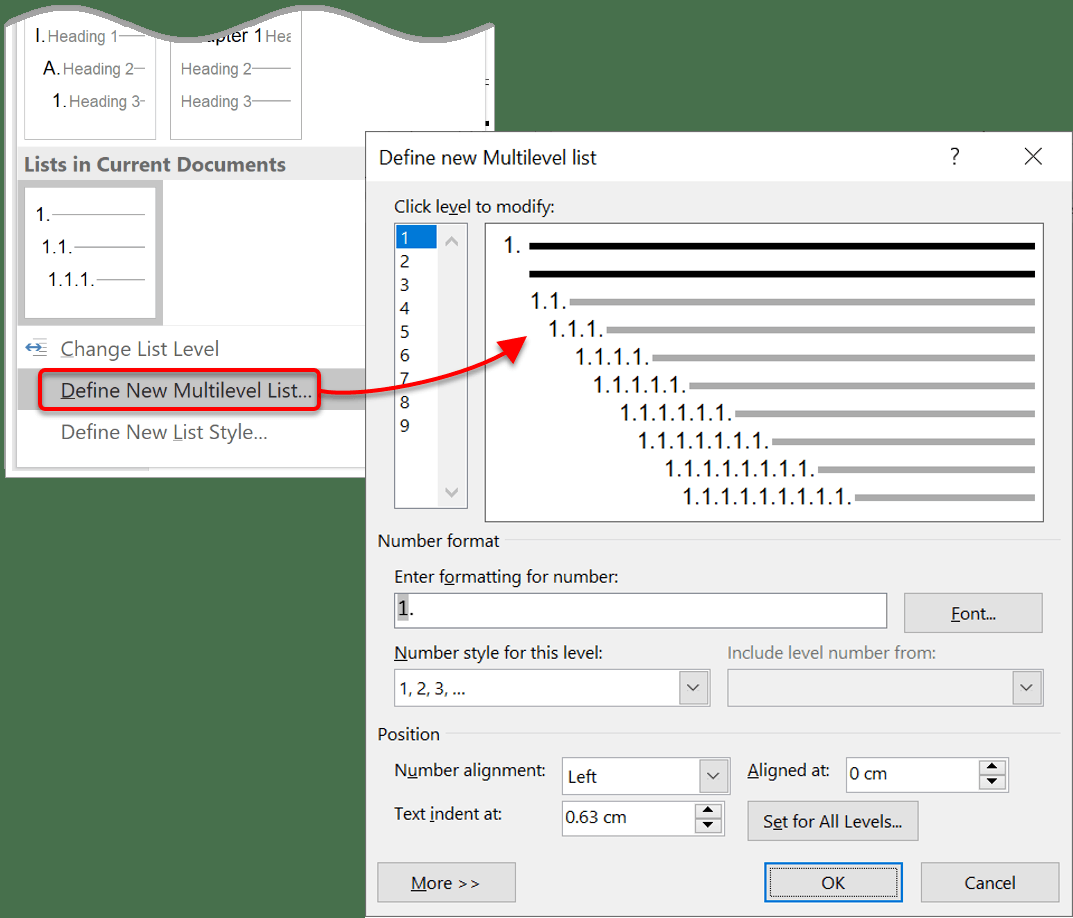 I. Heading 1
A. Heading 2
1. Heading 3
1 Hea
Heading 2
Heading 3
Lists in Current Documents
1.
1.1.
1.1.1.
Change List Level
Define New Multilevel List...
Define New List Style...
Define new Multilevel list
?
Click level to modify:
1
2
3
4
5
6
7
8
9
1.
1.1.
1.1.1.
1.1.1.1.
1.1.1.1.1.
1.1.1.1.1.1.
1.1.1.1.1.1.1.
1.1.1.1.1.1.1.1.
1.1.1.1.1.1.1.1.1.
Number format
Enter formatting for number:
1.
Font...
Number style for this level:
Include level number from:
1, 2, 3, ...
Position
Number alignment:
Left
Aligned at:
0 cm
Text indent at:
0.63 cm
Set for All Levels...
More >>
OK
Cancel